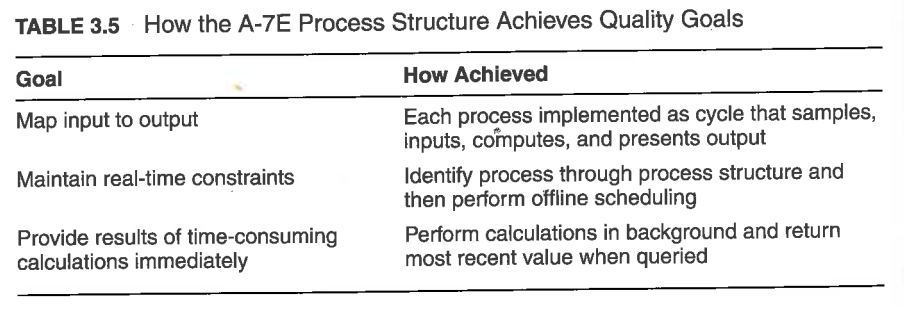 TABLE 3.5 How the A-7E Process Structure Achieves Quality Goals
Goal How Achieved
Map input to output Each process implemented as cycle that samples,
inputs, computes, and presents output
Maintain real-time constraints Identify process through process structure and
then perform offline scheduling
Provide results of time-consuming Perform calculations in background and return
calculations immediately most recent value when queried